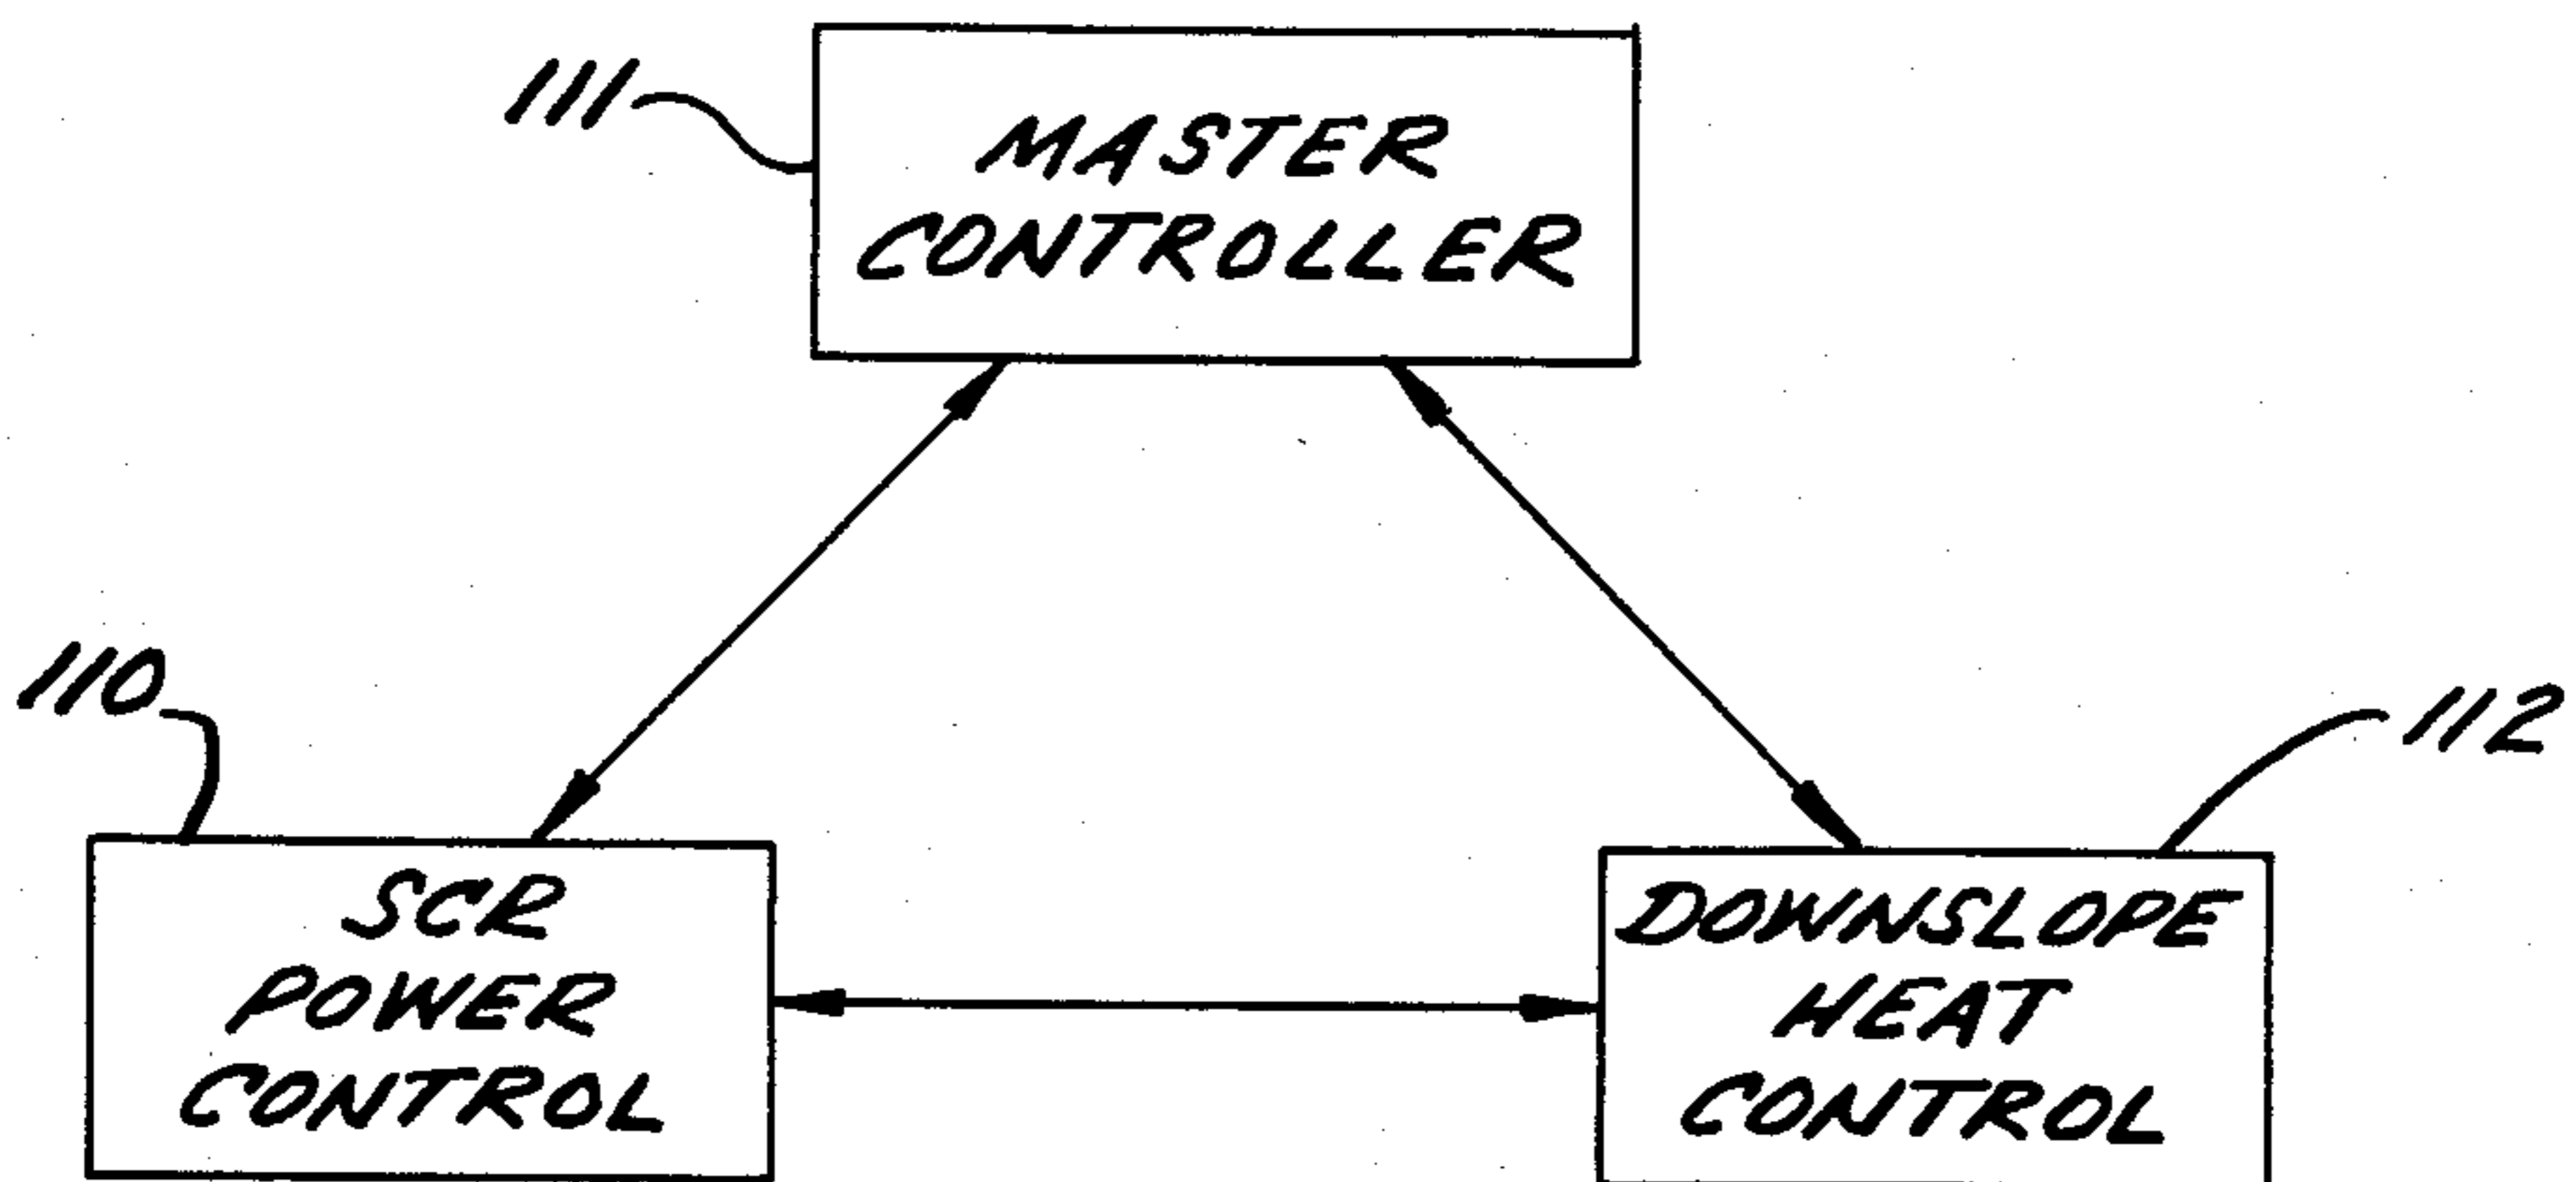 111
MASTER
CONTROLLER
110
112
SCR
POWER
CONTROL
DOWNSLOPE
HEAT
CONTROL